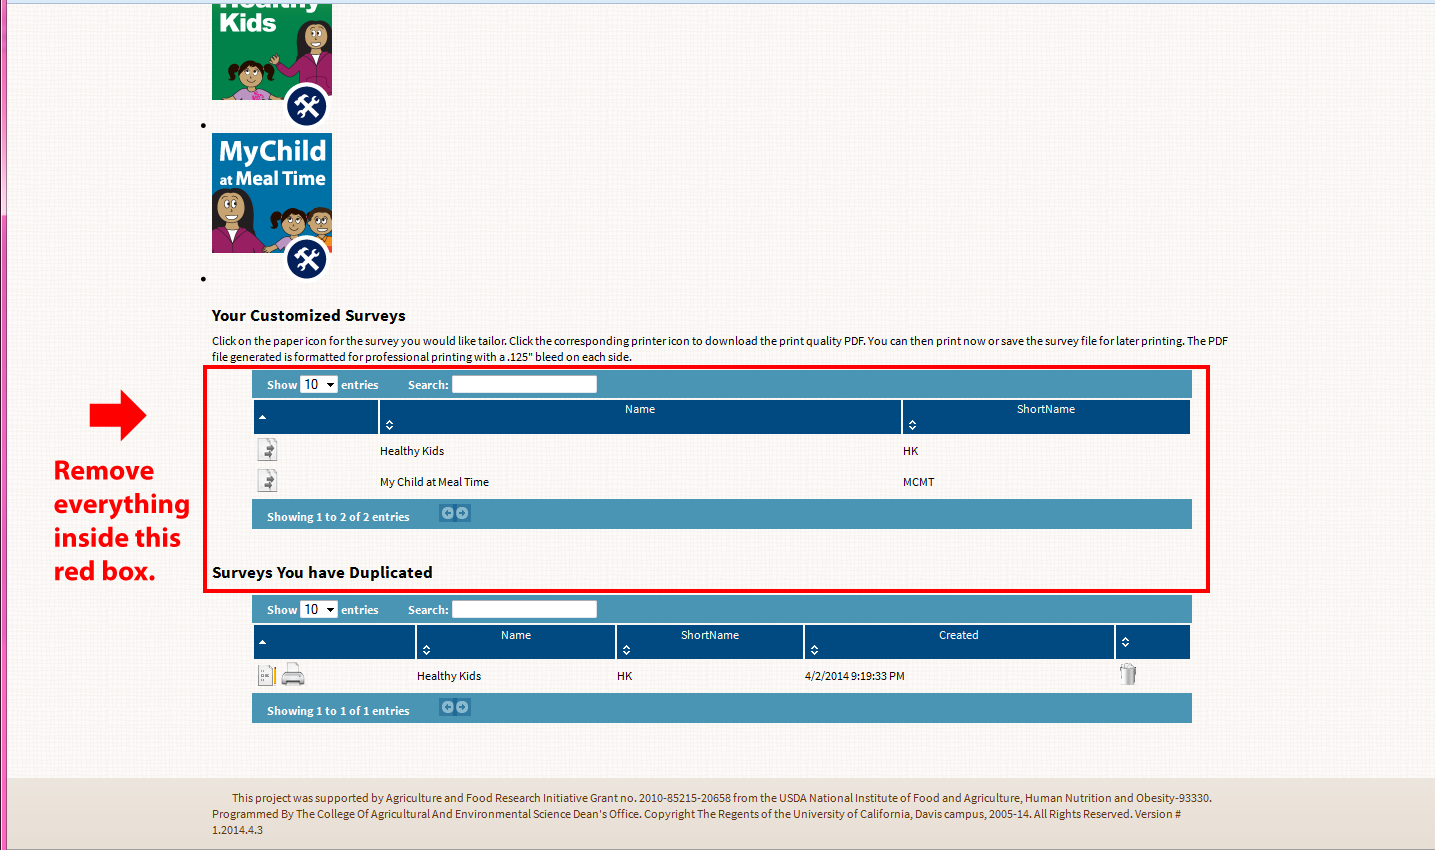 Healthy
Kids
MyChild
at Meal Time
Your Customized Surveys
Click on the paper icon for the survey you would like tailor. Click the corresponding printer icon to download the print quality PDF. You can then print now or save the survey file for later printing. The PDF
file generated is formatted for professional printing with a .125" bleed on each side.
Show 10 entries Search:
Name ShortName
Healthy Kids HK
My Child at Meal Time MCMT
Showing 1 to 2 of 2 entries
Remove
everything
inside this
red box.
Surveys You have Duplicated
Show 10 entries Search:
Name ShortName Created
Healthy Kids HK 4/2/2014 9:19:33 PM
Showing 1 to 1 of 1 entries
This project was supported by Agriculture and Food Research Initiative Grant no. 2010-85215-20658 from the USDA National Institute of Food and Agriculture, Human Nutrition and Obesity-93330.
Programmed By The College Of Agricultural And Environmental Science Dean's Office. Copyright The Regents of the University of California, Davis campus, 2005-14. All Rights Reserved. Version #
1.2014.4.3